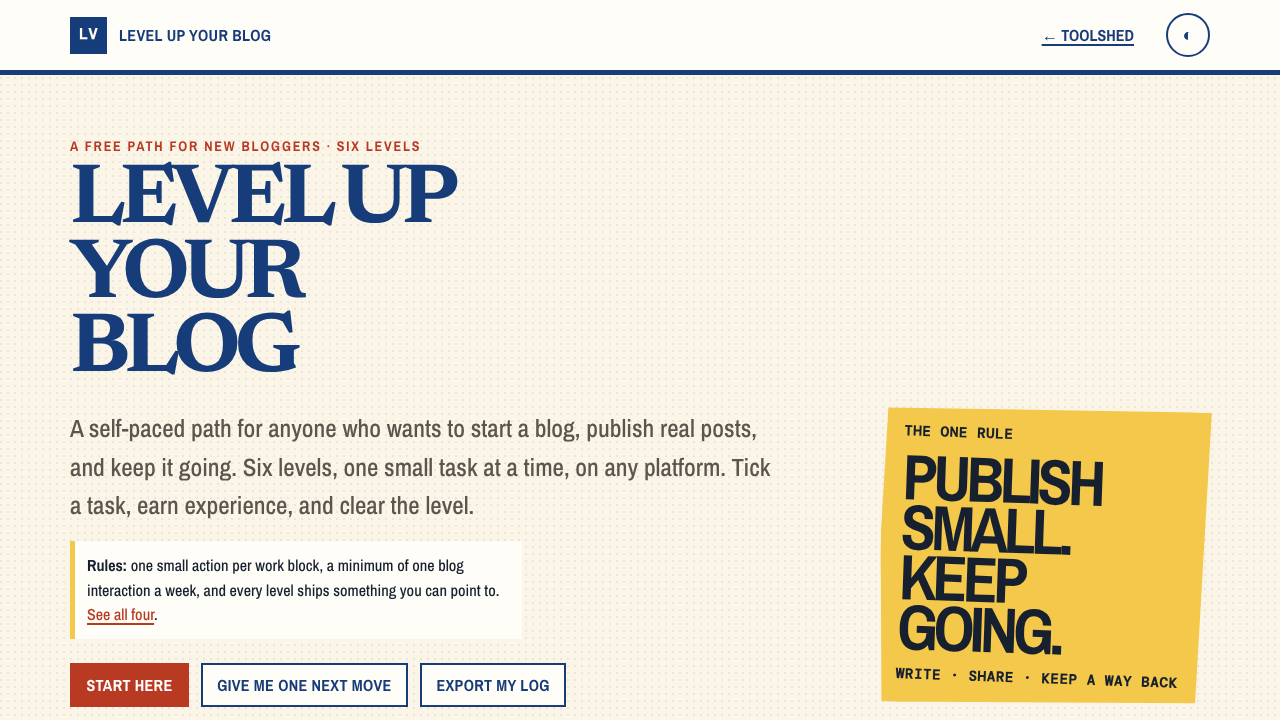 LV
LEVEL UP YOUR BLOG
← TOOLSHED
A FREE PATH FOR NEW BLOGGERS · SIX LEVELS
LEVEL UP
YOUR
BLOG
A self-paced path for anyone who wants to start a blog, publish real posts,
and keep it going. Six levels, one small task at a time, on any platform. Tick
a task, earn experience, and clear the level.
Rules: one small action per work block, a minimum of one blog
interaction a week, and every level ships something you can point to.
See all four.
START HERE
GIVE ME ONE NEXT MOVE
EXPORT MY LOG
THE ONE RULE
PUBLISH
SMALL.
KEEP
GOING.
WRITE · SHARE · KEEP A WAY BACK